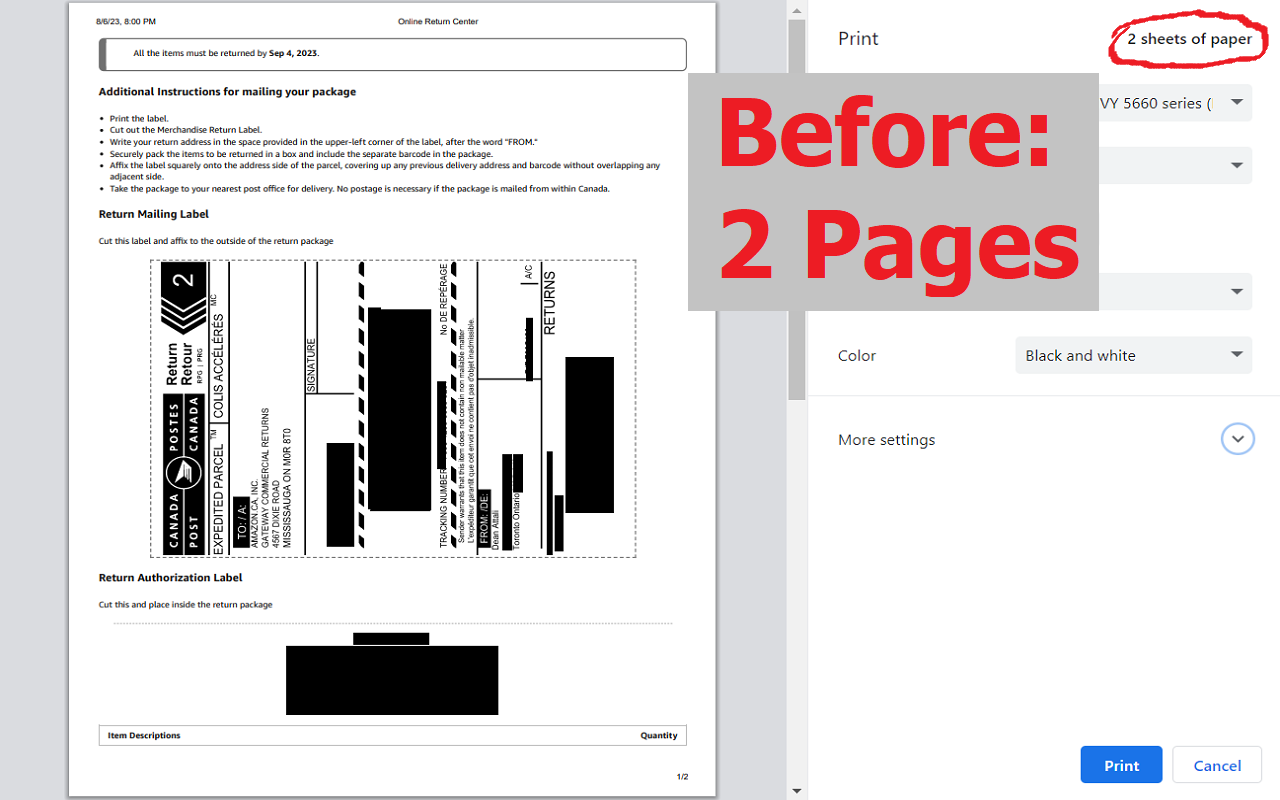 8/6/23, 8:00 PM
Online Return Center
All the items must be returned by Sep 4, 2023.
Additional Instructions for mailing your package
• Print the label.
• Cut out the Merchandise Return Label.
• Write your return address in the space provided in the upper-left corner of the label, after the word "FROM."
• Securely pack the items to be returned in a box and include the separate barcode in the package.
• Affix the label squarely onto the address side of the parcel, covering up any previous delivery address and barcode without overlapping any
adjacent side.
• Take the package to your nearest post office for delivery. No postage is necessary if the package is mailed from within Canada.
Return Mailing Label
Cut this label and affix to the outside of the return package
CANADA POSTES
POST CANADA
Return
Retour
RPG | PRG
2
EXPEDITED PARCEL TM
COLIS ACCÉLÉRÉS MC
TO: / A:
AMAZON.CA, INC.
GATEWAY COMMERCIAL RETURNS
4567 DIXIE ROAD
MISSISSAUGA ON M0R 8T0
SIGNATURE
TRACKING NUMBER
No DE REPÉRAGE
Sender warrants that this item does not contain non mailable matter.
L'expéditeur garantit que cet envoi ne contient pas d'objet inadmissible.
FROM: /DE:
Dean Attali
Toronto Ontario
A/C
RETURNS
Return Authorization Label
Cut this and place inside the return package
Item Descriptions
Quantity
1/2
Print
2 sheets of paper
VY 5660 series (
Before:
2 Pages
Color
Black and white
More settings
Print
Cancel